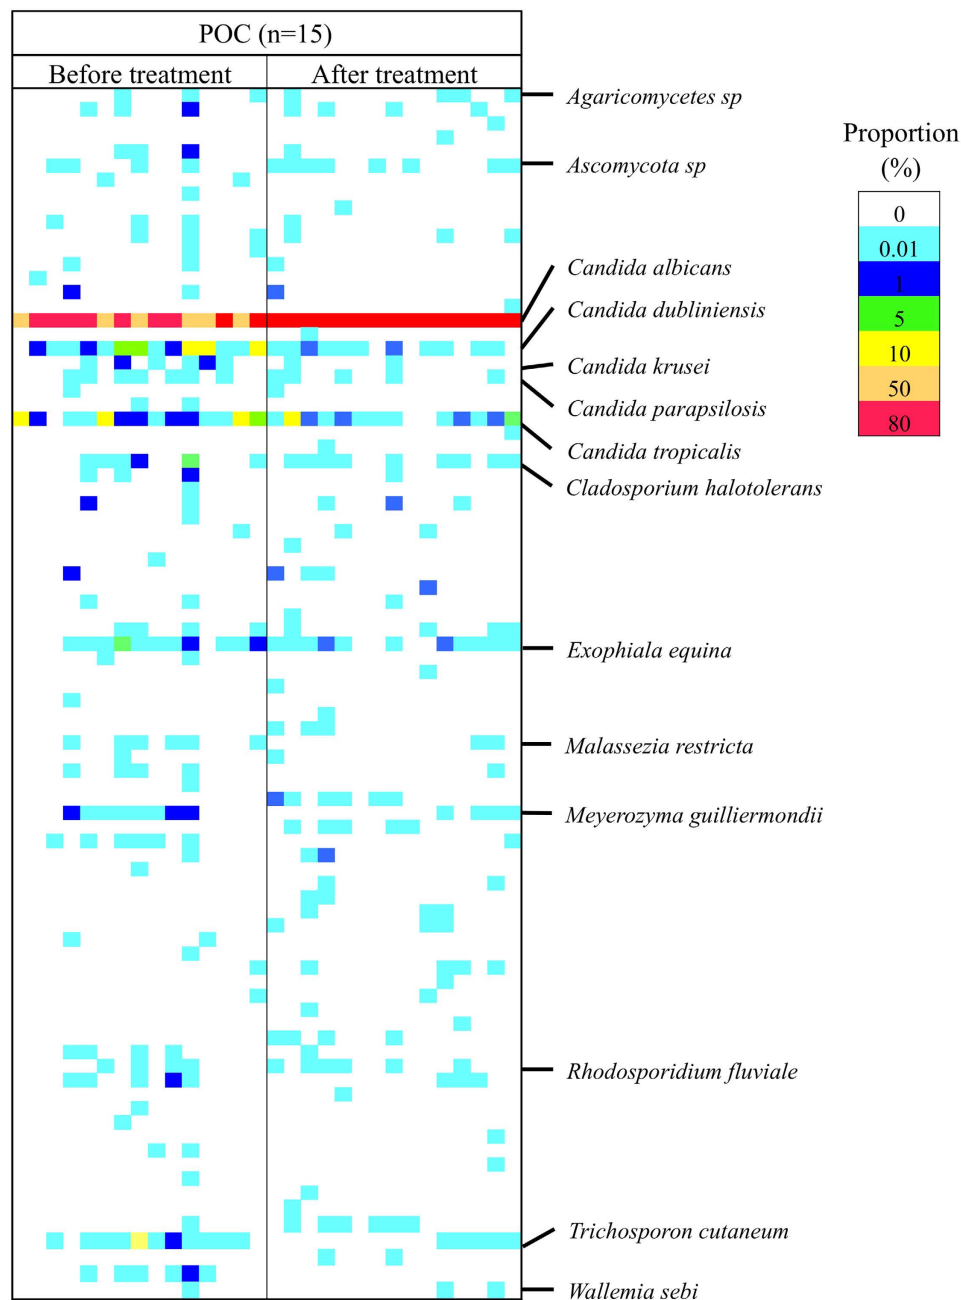 POC (n=15)
Before treatment
After treatment
Agaricomycetes sp
Ascomycota sp
Candida albicans
Candida dubliniensis
Candida krusei
Candida parapsilosis
Candida tropicalis
Cladosporium halotolerans
Exophiala equina
Malassezia restricta
Meyerozyma guilliermondii
Rhodosporidium fluviale
Trichosporon cutaneum
Wallemia sebi
Proportion
(%)
0
0.01
1
5
10
50
80